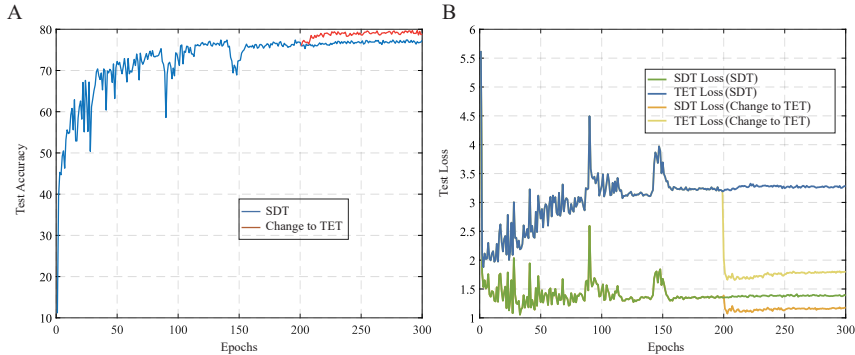 A
B
80
70
60
50
40
30
20
10
Test Accuracy
SDT
Change to TET
0
50
100
150
200
250
300
Epochs
6
5.5
5
4.5
4
3.5
3
2.5
2
1.5
1
Test Loss
SDT Loss(SDT)
TET Loss(SDT)
SDT Loss(Change to TET)
TET Loss(Change to TET)
0
50
100
150
200
250
300
Epochs